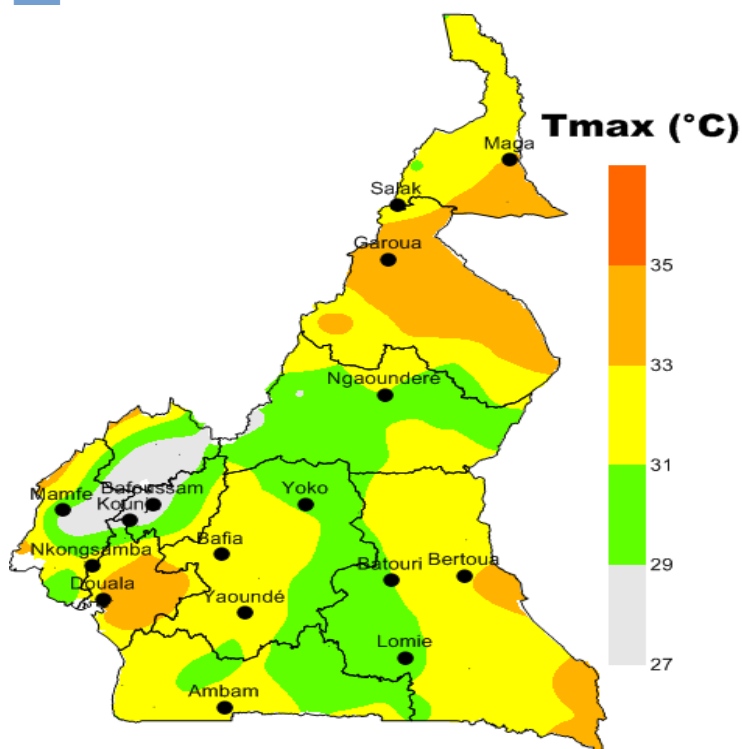 Tmax (°C)
Maga
Salak
Garoua
35
33
Ngaounderé
31
Mamfe
Bafoussam
Kounj
Yoko
Nkongsamba
Bafia
Batouri
Bertoua
29
Douala
Yaoundé
Lomie
27
Ambam